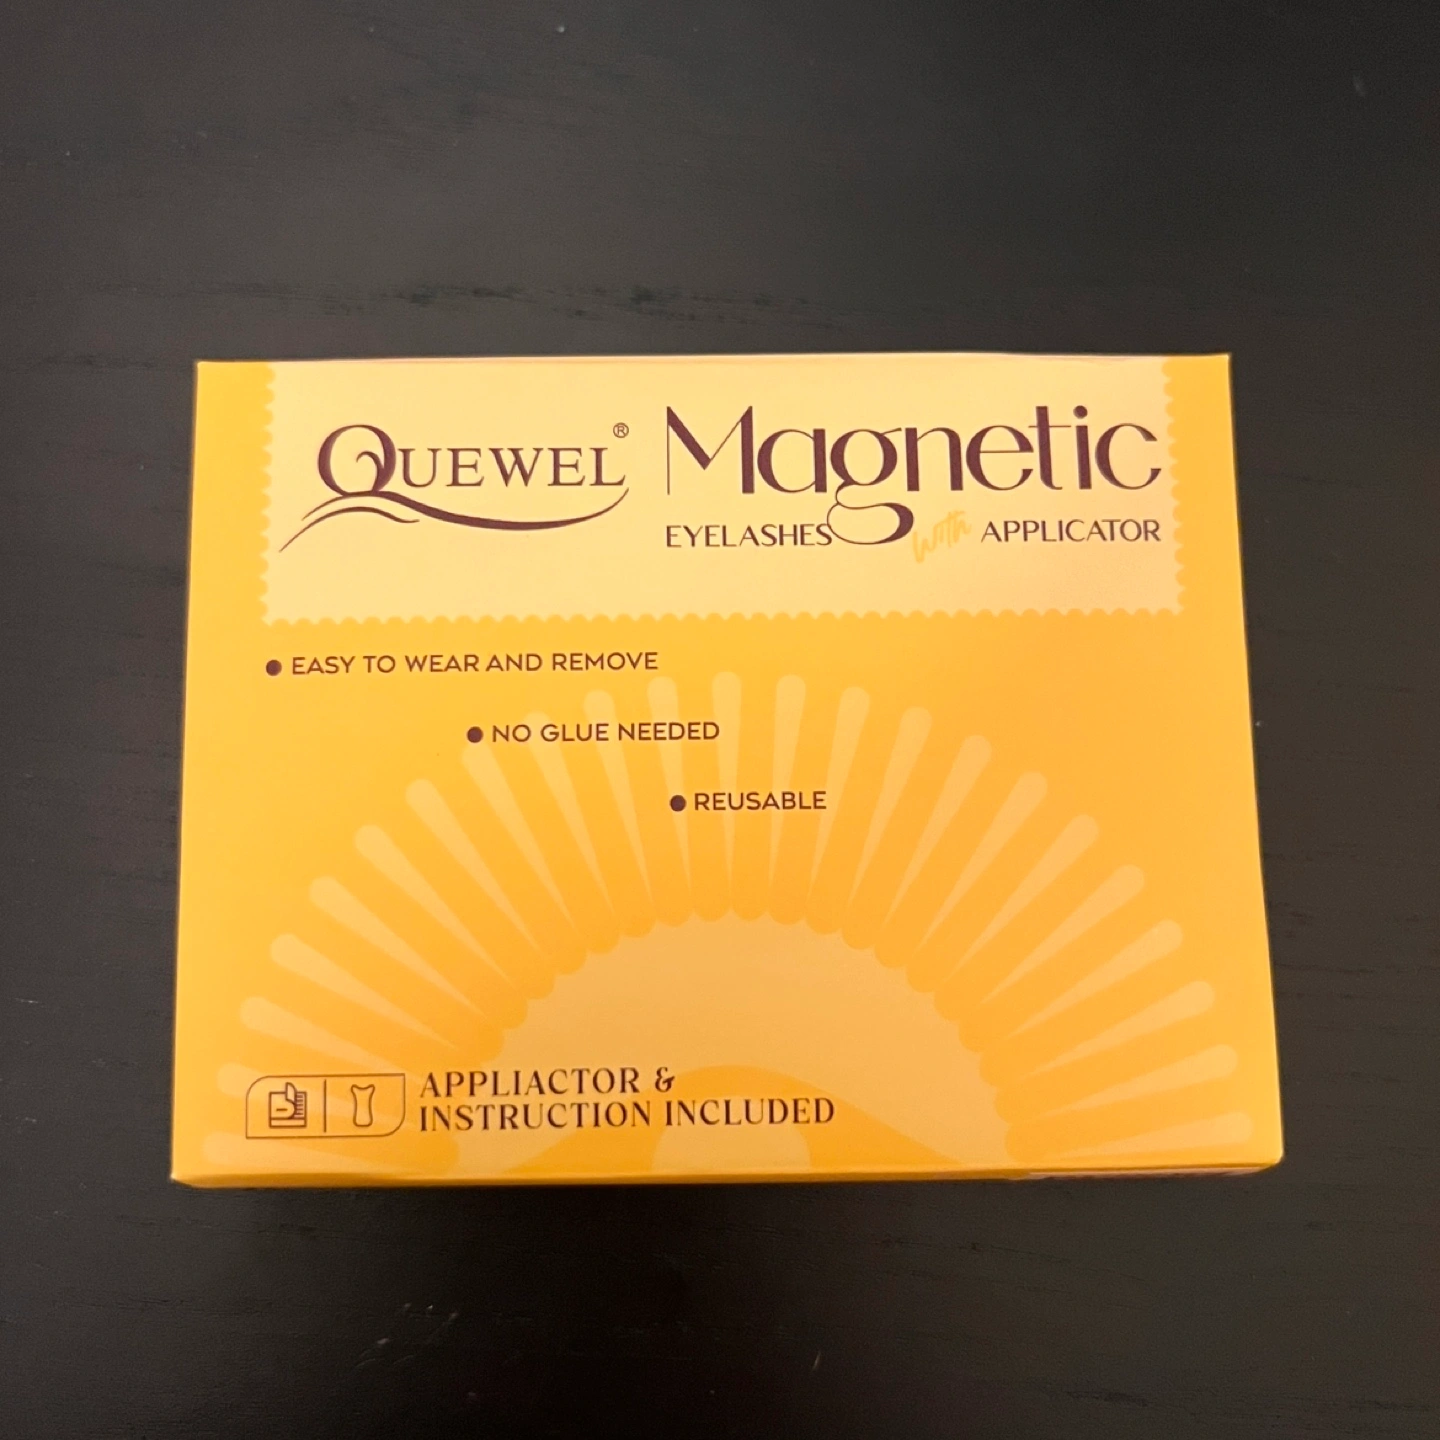 QUEWEL® Magnetic
EYELASHES with APPLICATOR
EASY TO WEAR AND REMOVE
NO GLUE NEEDED
REUSABLE
APPLIACTOR &
INSTRUCTION INCLUDED